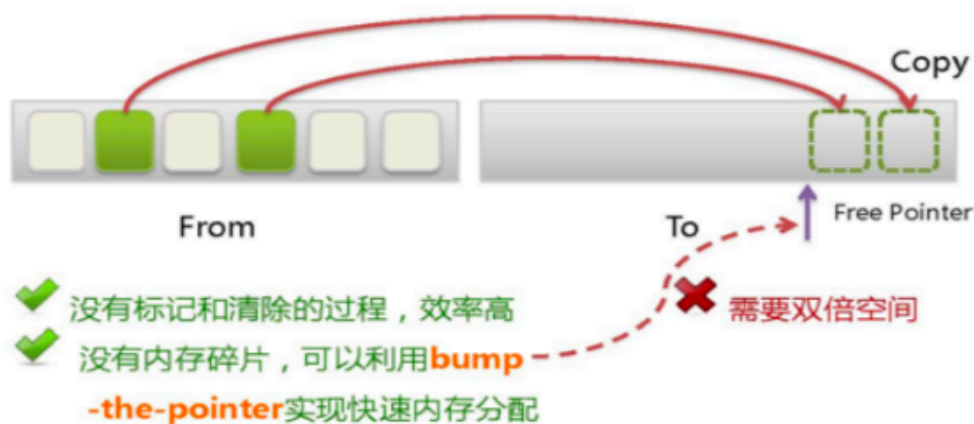 Copy
From
To
Free Pointer
没有标记和清除的过程，效率高
需要双倍空间
没有内存碎片，可以利用bump
-the-pointer实现快速内存分配